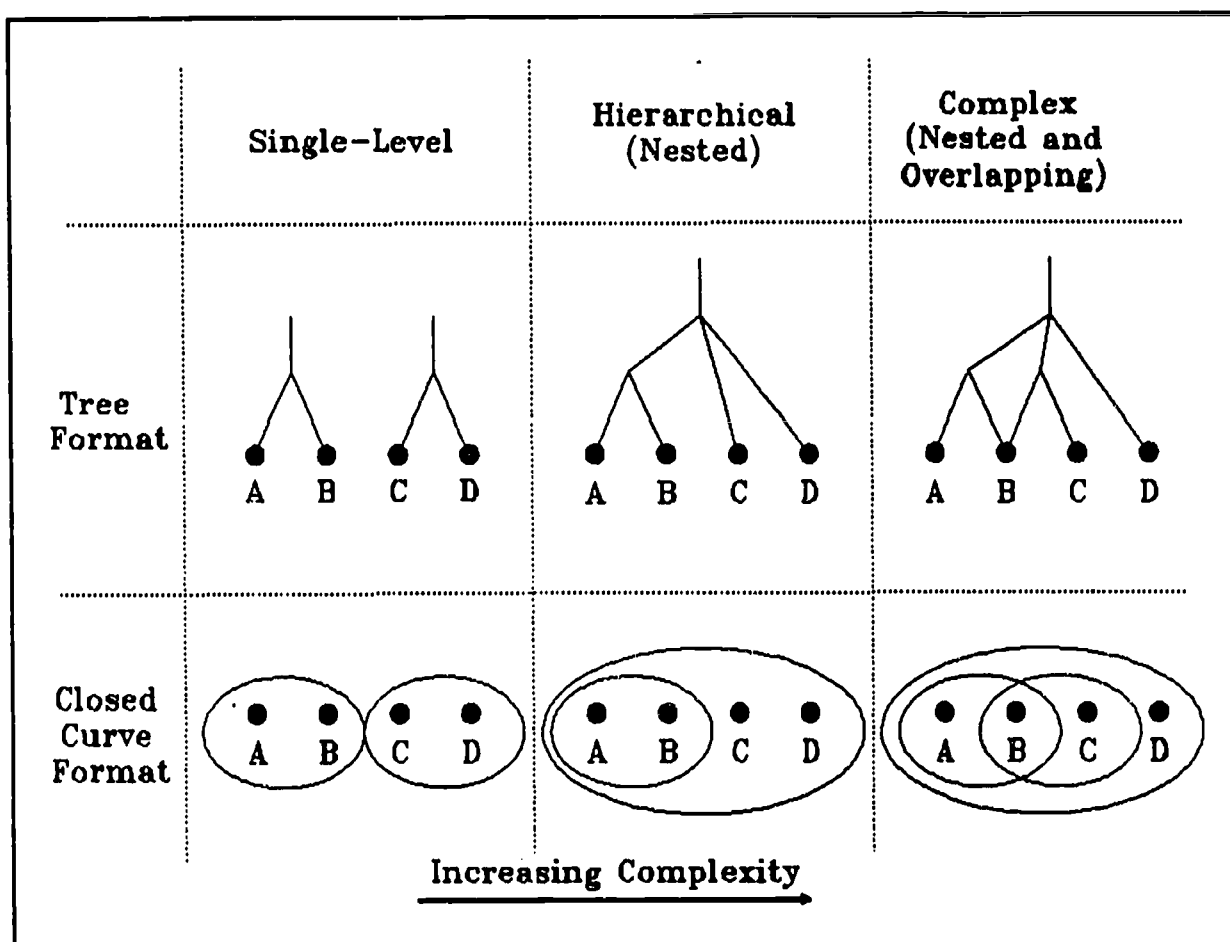 Single-Level
Hierarchical
(Nested)
Complex
(Nested and
Overlapping)
Tree
Format
A B C D
A B C D
A B C D
Closed
Curve
Format
A B C D
A B C D
A B C D
Increasing Complexity